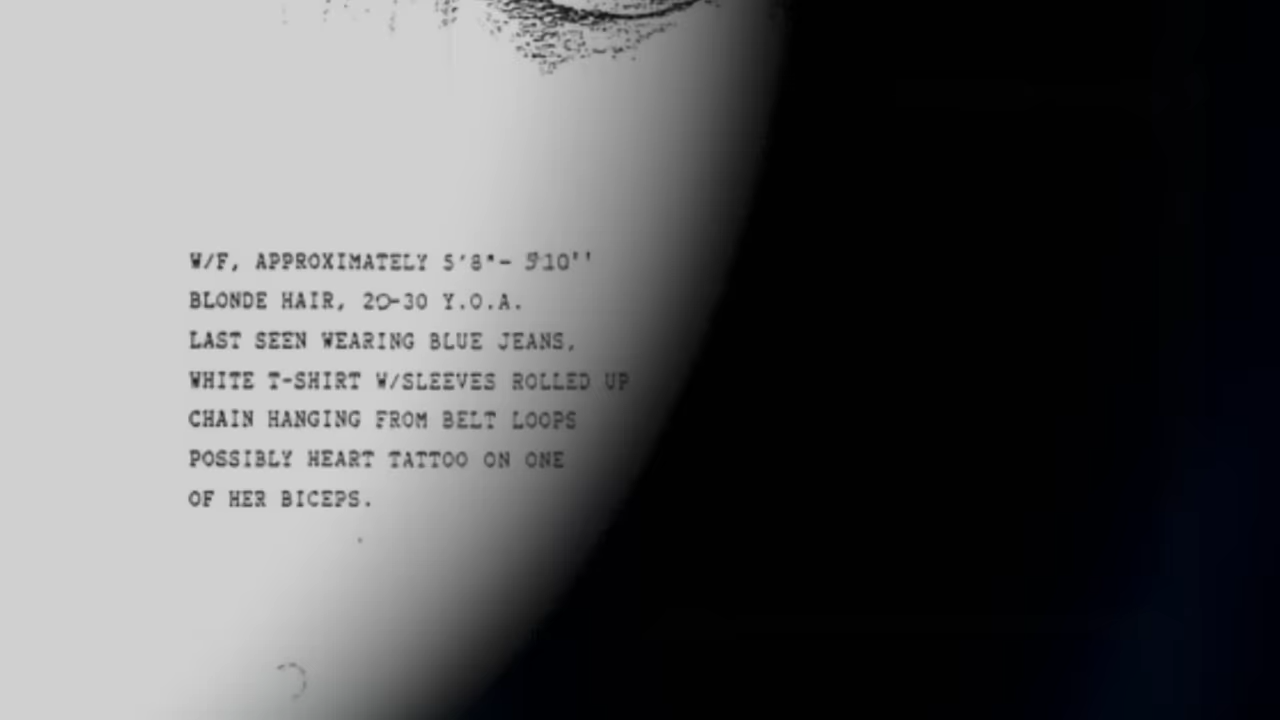 W/F, APPROXIMATELY 5'8"- 5'10''
BLONDE HAIR, 20-30 Y.O.A.
LAST SEEN WEARING BLUE JEANS,
WHITE T-SHIRT W/SLEEVES ROLLED UP
CHAIN HANGING FROM BELT LOOPS
POSSIBLY HEART TATTOO ON ONE
OF HER BICEPS.